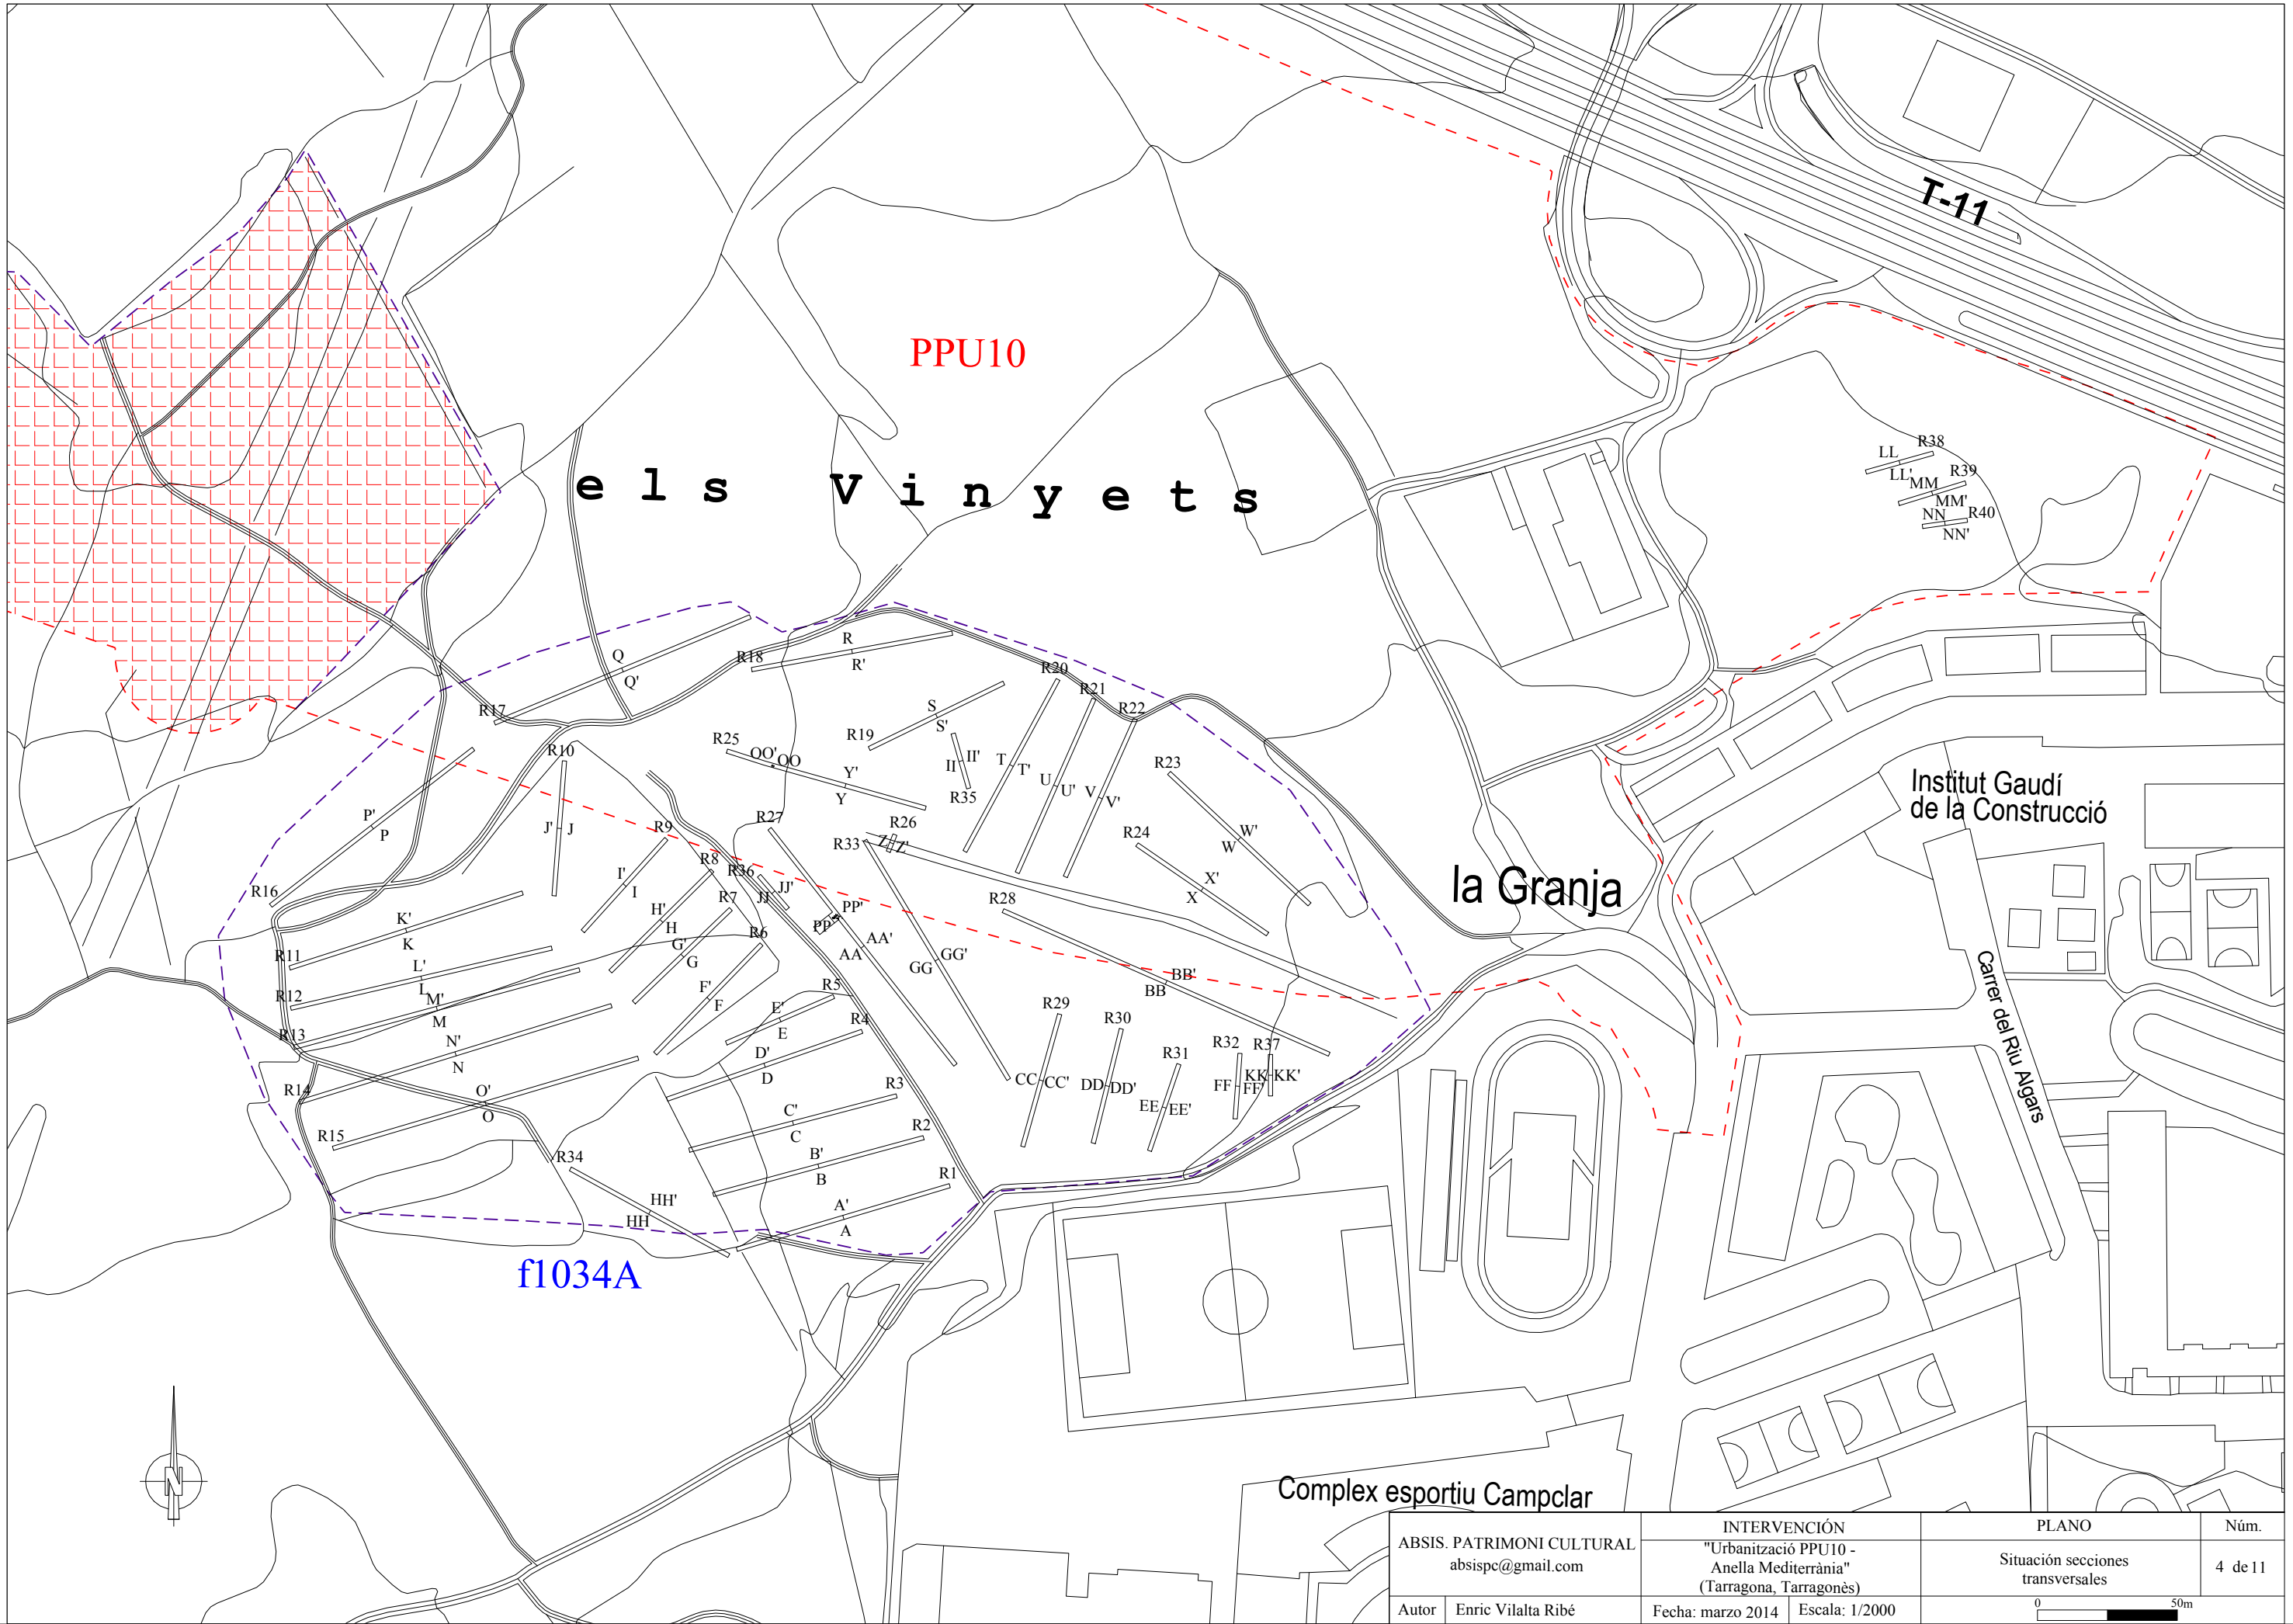 T-11
PPU10
els Vinyets
R38
LL
LL'
R39
MM
MM'
R40
NN
NN'
R
R'
R18
Q
Q'
R17
R20
R21
R22
S
S'
R19
R25
OO'
OO
Y'
Y
II
II'
R35
T
T'
U
U'
V
V'
R23
W'
W
R24
X'
X
R10
J'
J
P'
P
R16
R9
I'
I
R27
R26
Z
Z'
R33
R8
R36
JJ'
JJ
R7
H'
H
PP'
PP
R28
K'
K
R11
G'
G
R6
AA'
AA
GG
GG'
BB'
BB
L'
L
R12
M'
M
F'
F
R5
E'
E
R29
R30
R13
N'
N
R4
D'
D
R31
R32
R37
CC
CC'
DD
DD'
EE
EE'
FF
FF'
KK
KK'
R14
O'
O
R3
C'
C
R15
R2
B'
B
R34
R1
HH'
HH
A'
A
f1034A
la Granja
Institut Gaudí
de la Construcció
Carrer del Riu Algars
N
Complex esportiu Campclar
ABSIS. PATRIMONI CULTURAL
absispc@gmail.com
Autor Enric Vilalta Ribé
INTERVENCIÓN
"Urbanització PPU10 -
Anella Mediterrània"
(Tarragona, Tarragonès)
Fecha: marzo 2014 Escala: 1/2000
PLANO
Situación secciones
transversales
Núm.
4 de 11
0 50m